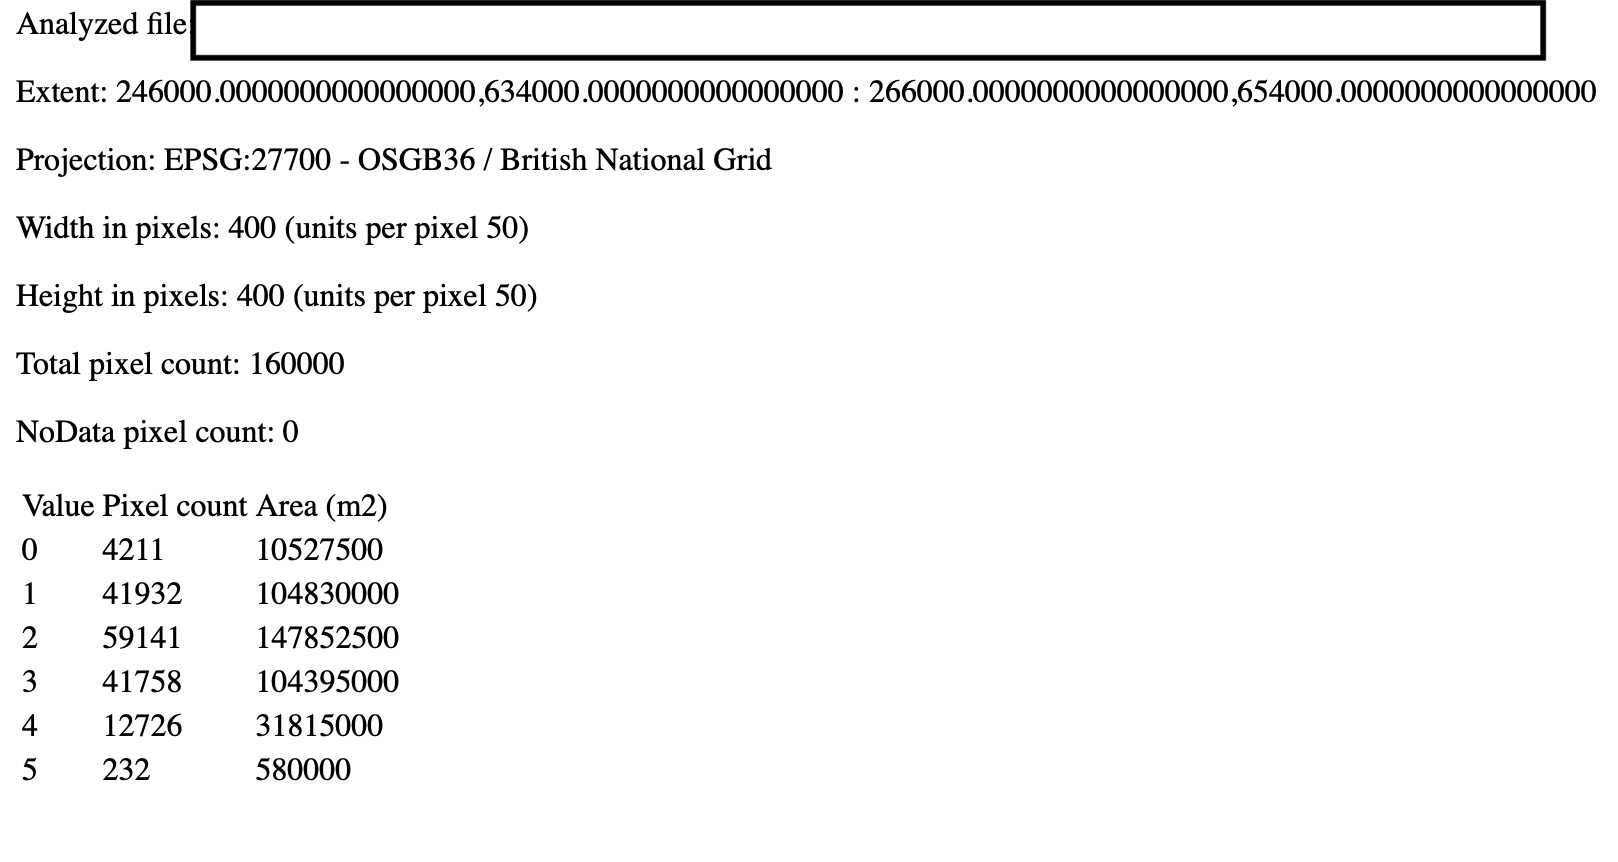 Analyzed file:
Extent: 246000.0000000000000000,634000.0000000000000000 : 266000.0000000000000000,654000.0000000000000000
Projection: EPSG:27700 - OSGB36 / British National Grid
Width in pixels: 400 (units per pixel 50)
Height in pixels: 400 (units per pixel 50)
Total pixel count: 160000
NoData pixel count: 0
Value Pixel count Area (m2)
0 4211 10527500
1 41932 104830000
2 59141 147852500
3 41758 104395000
4 12726 31815000
5 232 580000